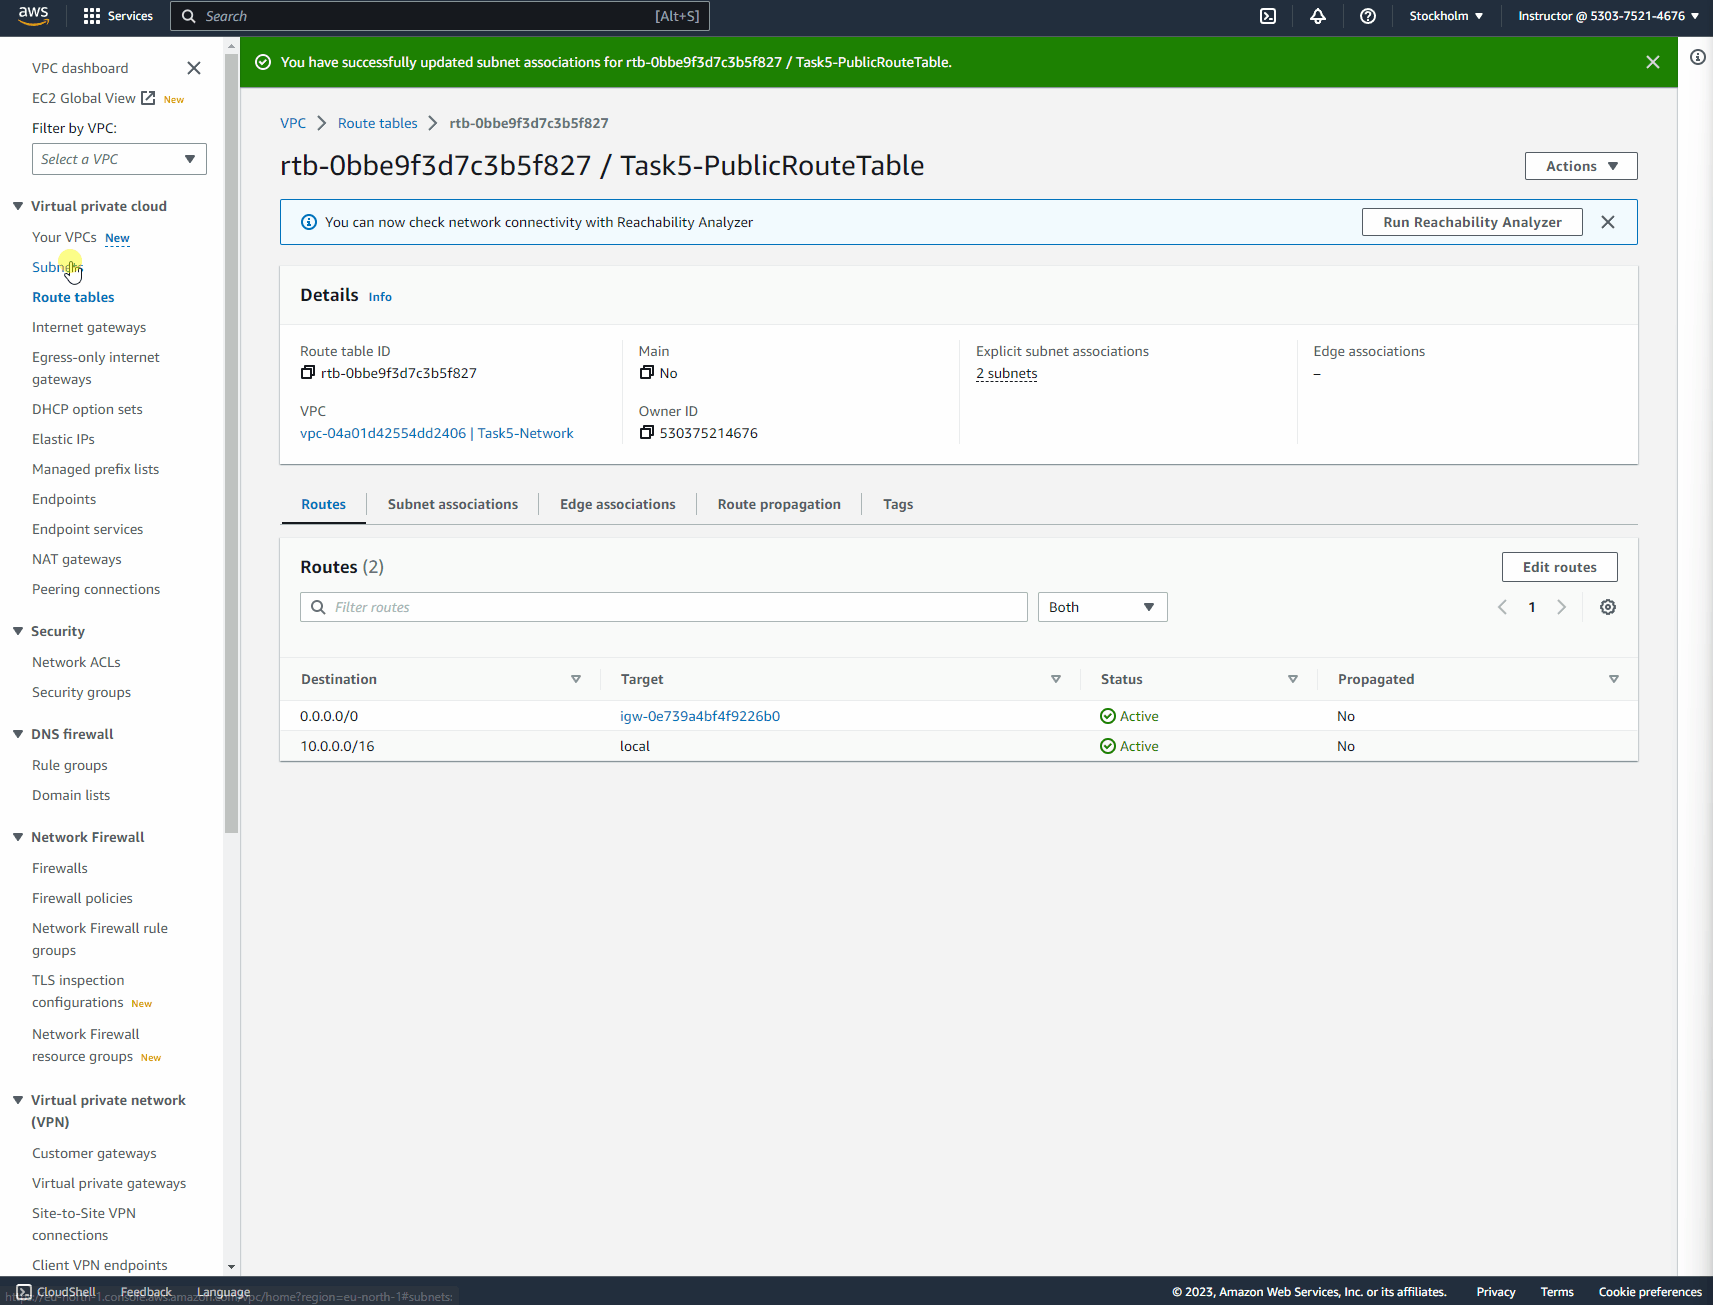 aws
Services
Search
[Alt+S]
Stockholm
Instructor @ 5303-7521-4676
VPC dashboard
EC2 Global View New
Filter by VPC:
Select a VPC
Virtual private cloud
Your VPCs New
Subnets
Route tables
Internet gateways
Egress-only internet
gateways
DHCP option sets
Elastic IPs
Managed prefix lists
Endpoints
Endpoint services
NAT gateways
Peering connections
Security
Network ACLs
Security groups
DNS firewall
Rule groups
Domain lists
Network Firewall
Firewalls
Firewall policies
Network Firewall rule
groups
TLS inspection
configurations New
Network Firewall
resource groups New
Virtual private network
(VPN)
Customer gateways
Virtual private gateways
Site-to-Site VPN
connections
Client VPN endpoints
You have successfully updated subnet associations for rtb-0bbe9f3d7c3b5f827 / Task5-PublicRouteTable.
VPC > Route tables > rtb-0bbe9f3d7c3b5f827
rtb-0bbe9f3d7c3b5f827 / Task5-PublicRouteTable
Actions
You can now check network connectivity with Reachability Analyzer
Run Reachability Analyzer
Details Info
Route table ID
rtb-0bbe9f3d7c3b5f827
VPC
vpc-04a01d42554dd2406 | Task5-Network
Main
No
Owner ID
530375214676
Explicit subnet associations
2 subnets
Edge associations
–
Routes
Subnet associations
Edge associations
Route propagation
Tags
Routes (2)
Edit routes
Filter routes
Both
1
Destination Target Status Propagated
0.0.0.0/0 igw-0e739a4bf4f9226b0 Active No
10.0.0.0/16 local Active No
CloudShell
Feedback
Language
https://eu-north-1.console.aws.amazon.com/vpc/home?region=eu-north-1#subnets:
© 2023, Amazon Web Services, Inc. or its affiliates.
Privacy
Terms
Cookie preferences